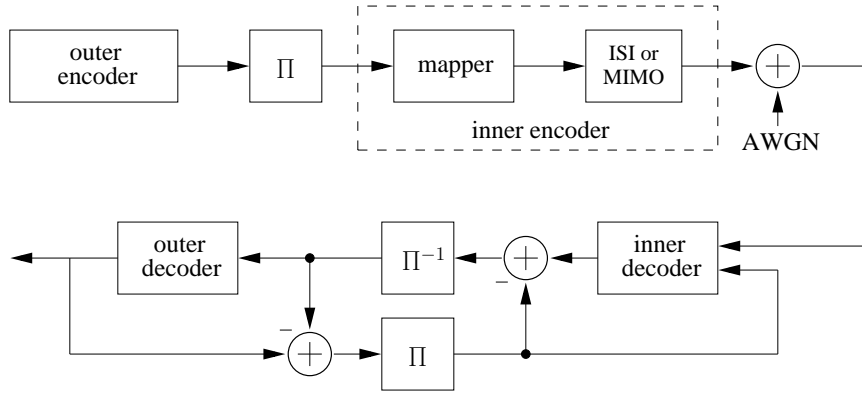 outer
encoder
Π
mapper
ISI or
MIMO
inner encoder
+
AWGN
outer
decoder
Π⁻¹
+
−
inner
decoder
−
+
Π